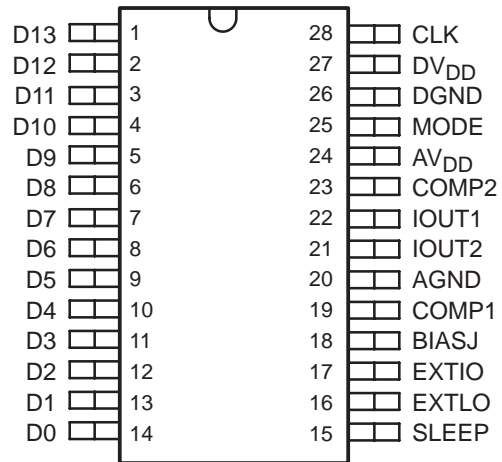 D13 1 28 CLK
D12 2 27 DVDD
D11 3 26 DGND
D10 4 25 MODE
D9 5 24 AVDD
D8 6 23 COMP2
D7 7 22 IOUT1
D6 8 21 IOUT2
D5 9 20 AGND
D4 10 19 COMP1
D3 11 18 BIASJ
D2 12 17 EXTIO
D1 13 16 EXTLO
D0 14 15 SLEEP